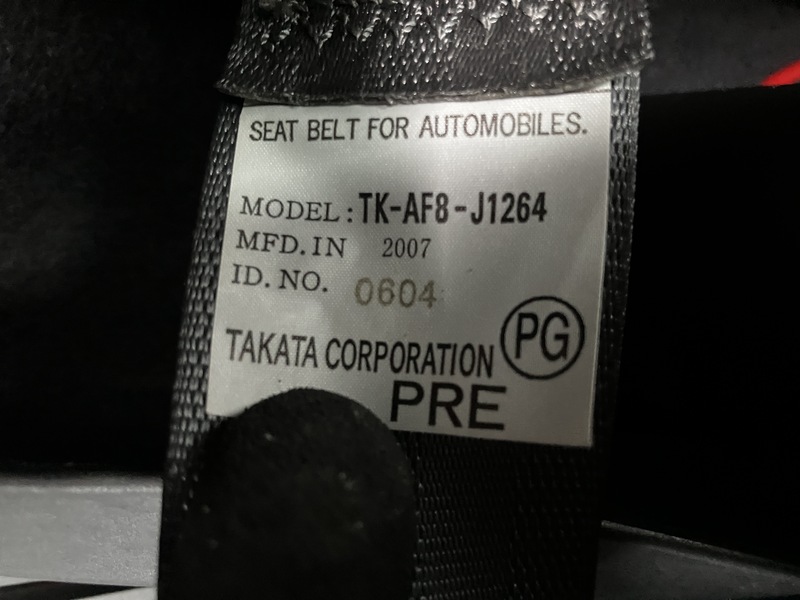 SEAT BELT FOR AUTOMOBILES.
MODEL: TK-AF8-J1264
MFD. IN 2007
ID. NO. 0604
PG
TAKATA CORPORATION
PRE